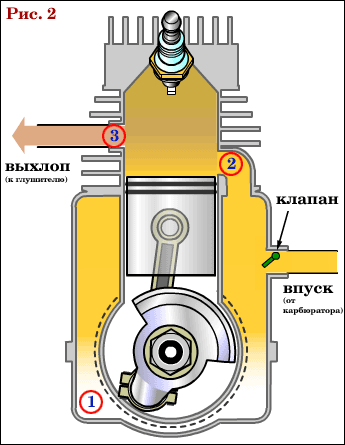 Рис. 2
3
2
выхлоп
(к глушителю)
клапан
впуск
(от
карбюратора)
1